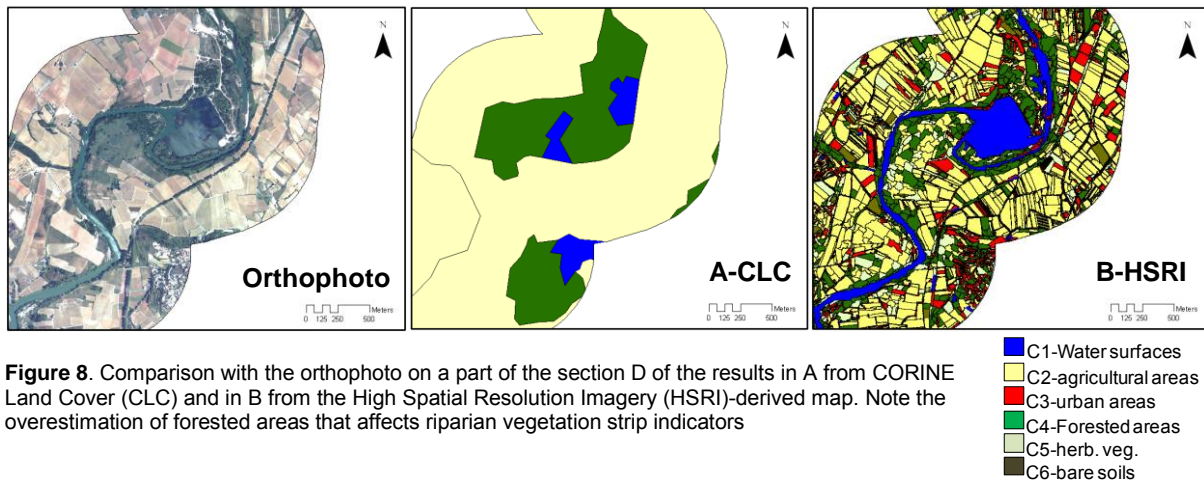 N
N
N
Orthophoto
A-CLC
B-HSRI
Meters
0 125 250 500
Meters
0 125 250 500
Meters
0 125 250 500
Figure 8. Comparison with the orthophoto on a part of the section D of the results in A from CORINE
Land Cover (CLC) and in B from the High Spatial Resolution Imagery (HSRI)-derived map. Note the
overestimation of forested areas that affects riparian vegetation strip indicators
C1-Water surfaces
C2-agricultural areas
C3-urban areas
C4-Forested areas
C5-herb. veg.
C6-bare soils